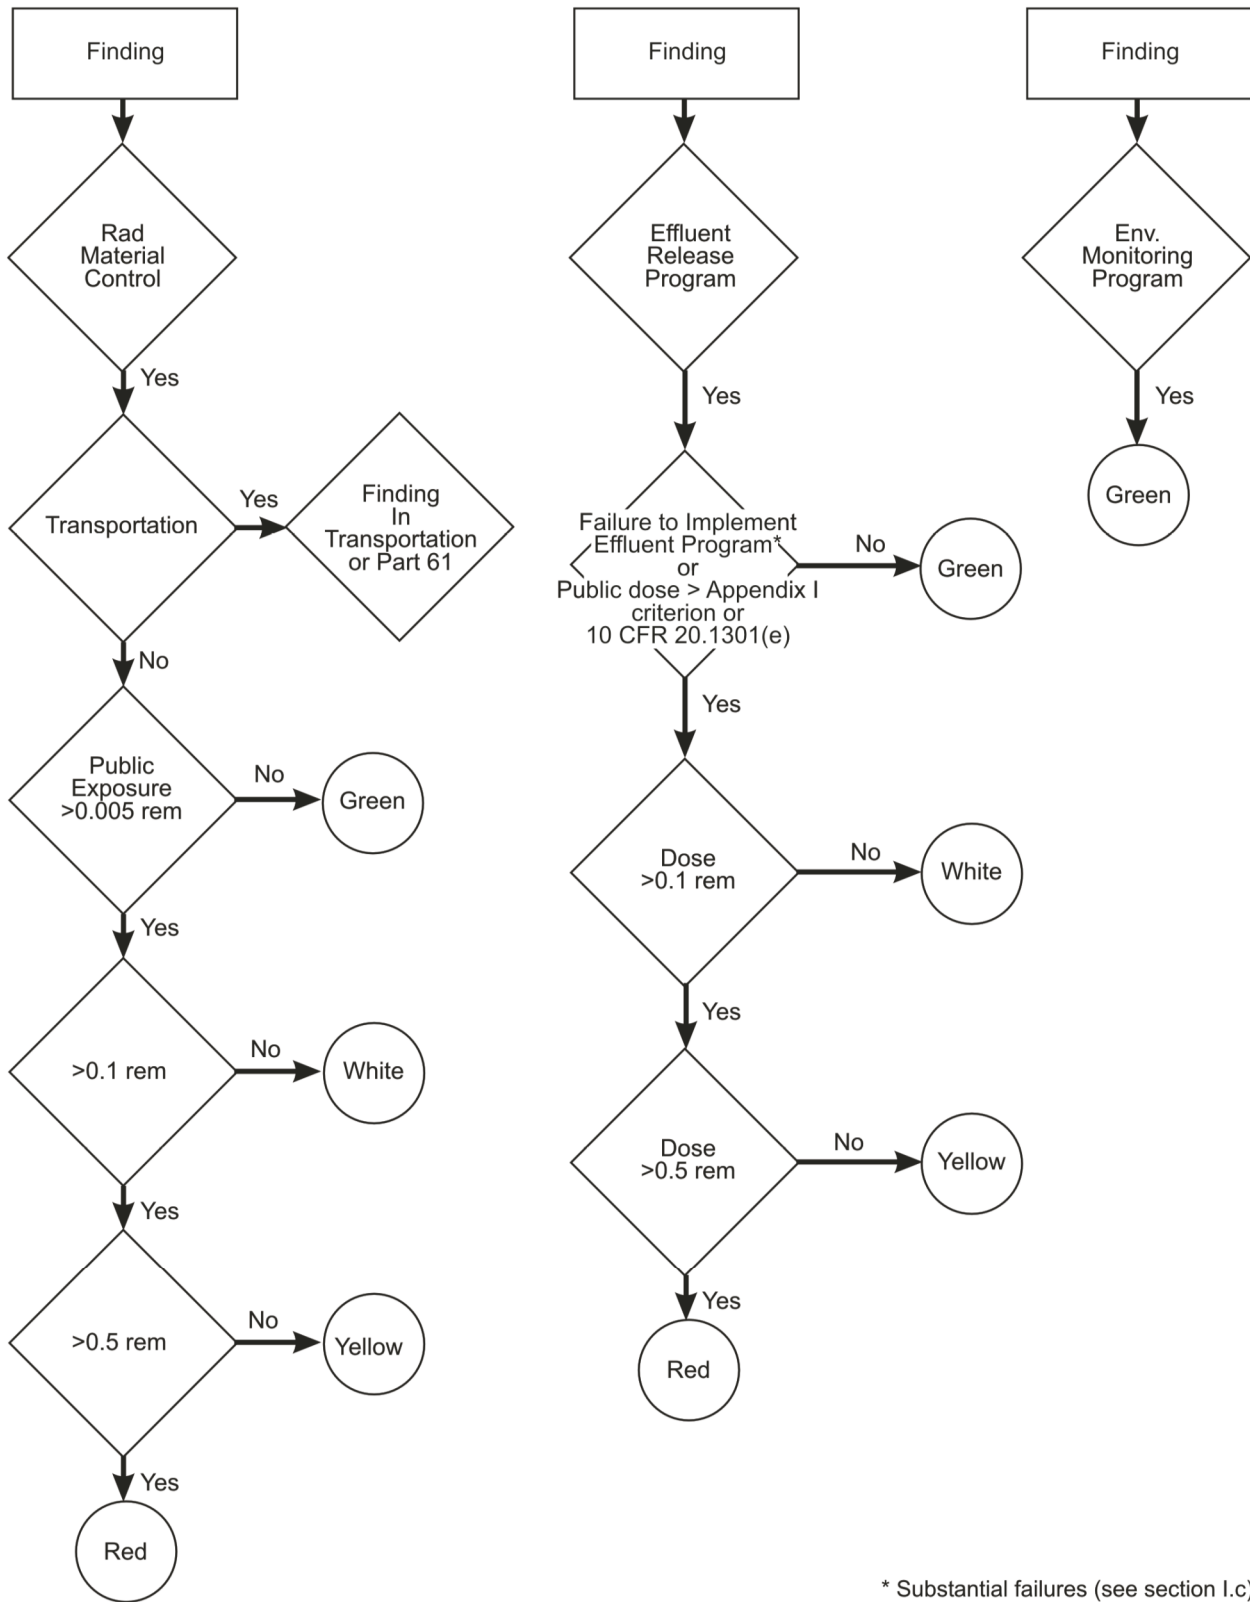 Finding
Rad
Material
Control
Yes
Transportation
Yes
Finding
In
Transportation
or Part 61
No
Public
Exposure
>0.005 rem
No
Green
Yes
>0.1 rem
No
White
Yes
>0.5 rem
No
Yellow
Yes
Red
Finding
Effluent
Release
Program
Yes
Failure to Implement
Effluent Program*
or
Public dose > Appendix I
criterion or
10 CFR 20.1301(e)
No
Green
Yes
Dose
>0.1 rem
No
White
Yes
Dose
>0.5 rem
No
Yellow
Yes
Red
Finding
Env.
Monitoring
Program
Yes
Green
* Substantial failures (see section I.c)